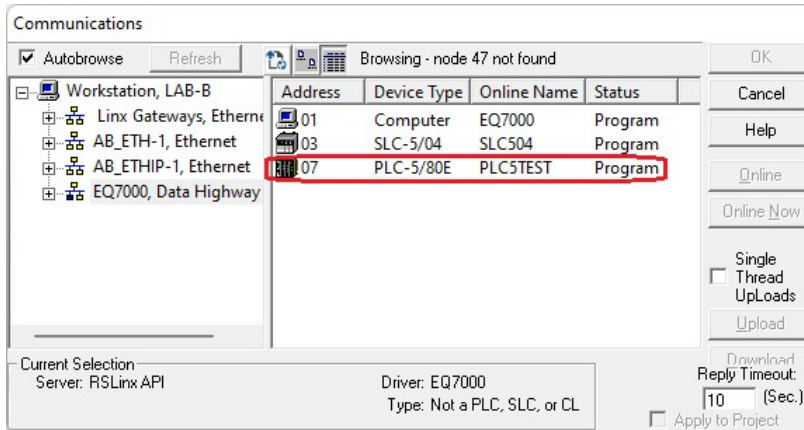 Communications
Autobrowse Refresh Browsing - node 47 not found OK
Workstation, LAB-B Address Device Type Online Name Status Cancel
Linx Gateways, Etherne 01 Computer EQ7000 Program Help
AB_ETH-1, Ethernet 03 SLC-5/04 SLC504 Program
AB_ETHIP-1, Ethernet 07 PLC-5/80E PLC5TEST Program Online
EQ7000, Data Highway Online Now
Single
Thread
UpLoads
Upload
Current Selection Download
Server: RSLinx API Driver: EQ7000 Reply Timeout:
Type: Not a PLC, SLC, or CL 10 (Sec.)
Apply to Project